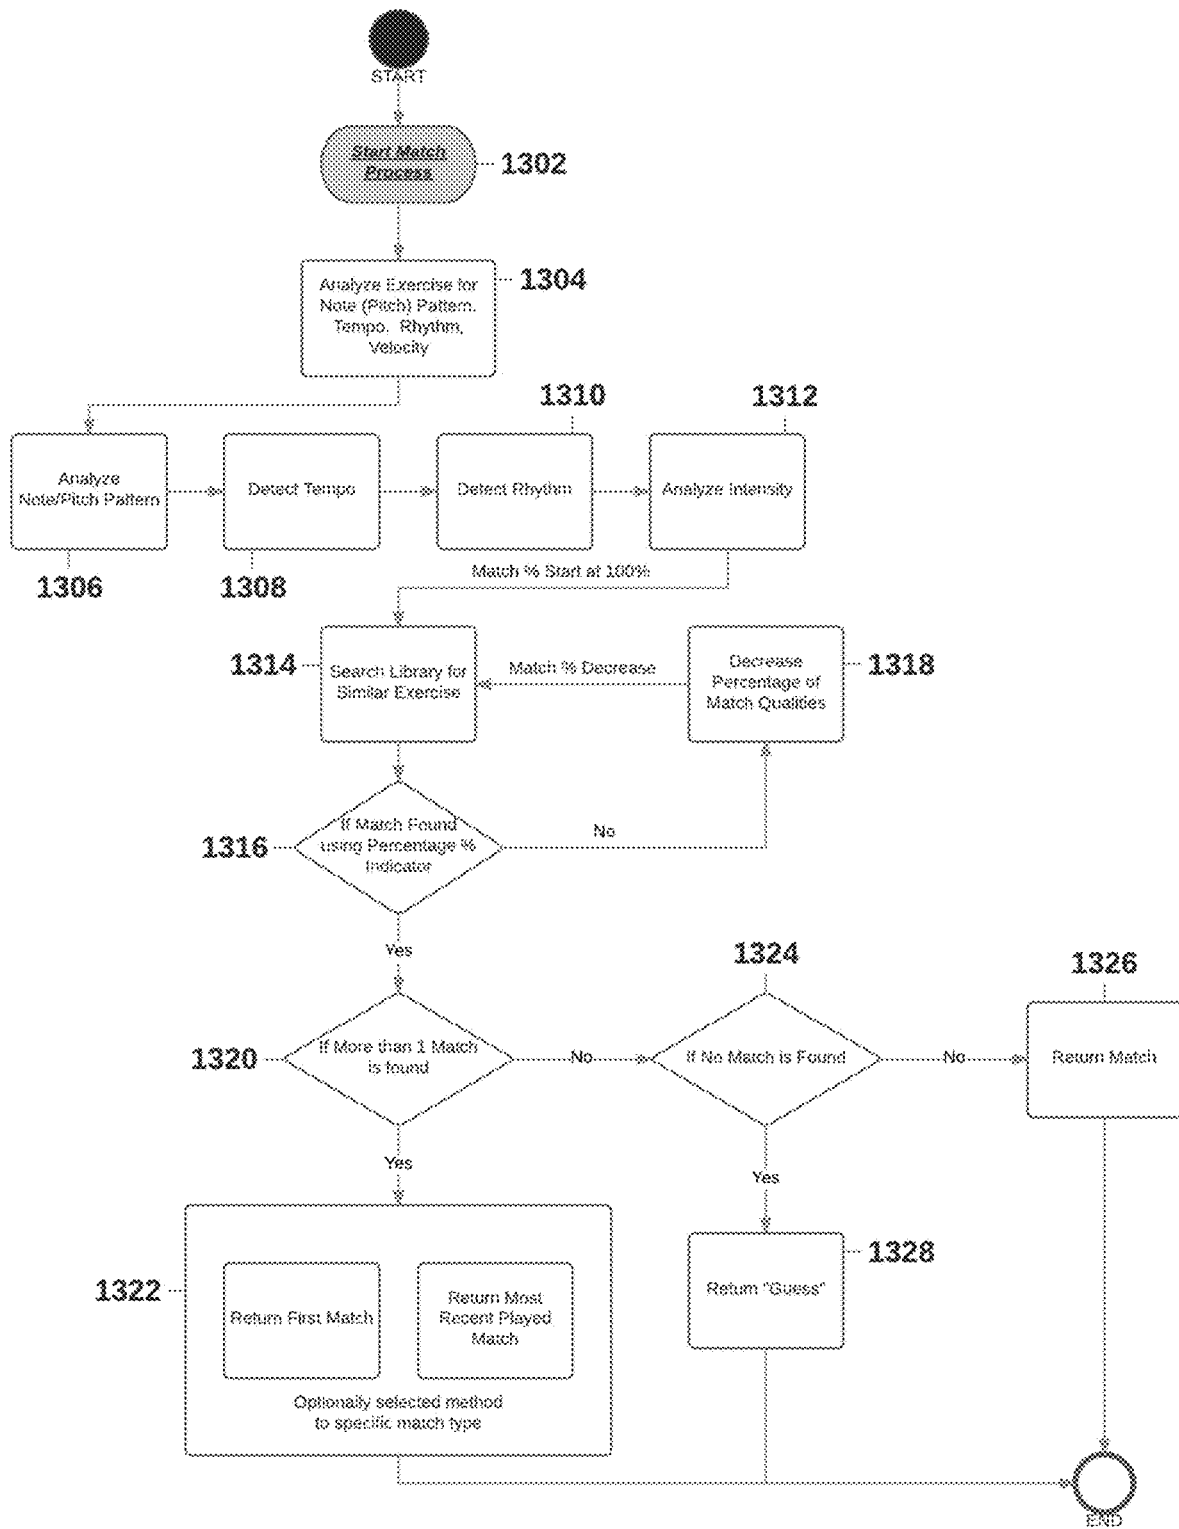 START
Start Match
Process
1302
Analyze Exercise for
Note (Pitch) Pattern,
Tempo, Rhythm,
Velocity
1304
1310
1312
Analyze
Note/Pitch Pattern
Detect Tempo
Detect Rhythm
Analyze Intensity
1306
1308
Match % Start at 100%
1314
Search Library for
Similar Exercise
Match % Decrease
Decrease
Percentage of
Match Qualities
1318
1316
If Match Found
using Percentage %
Indicator
No
Yes
1324
1326
1320
If More than 1 Match
is found
No
If No Match is Found
No
Return Match
Yes
Yes
1322
Return First Match
Return Most
Recent Played
Match
Optionally selected method
to specific match type
Return "Guess"
1328
END